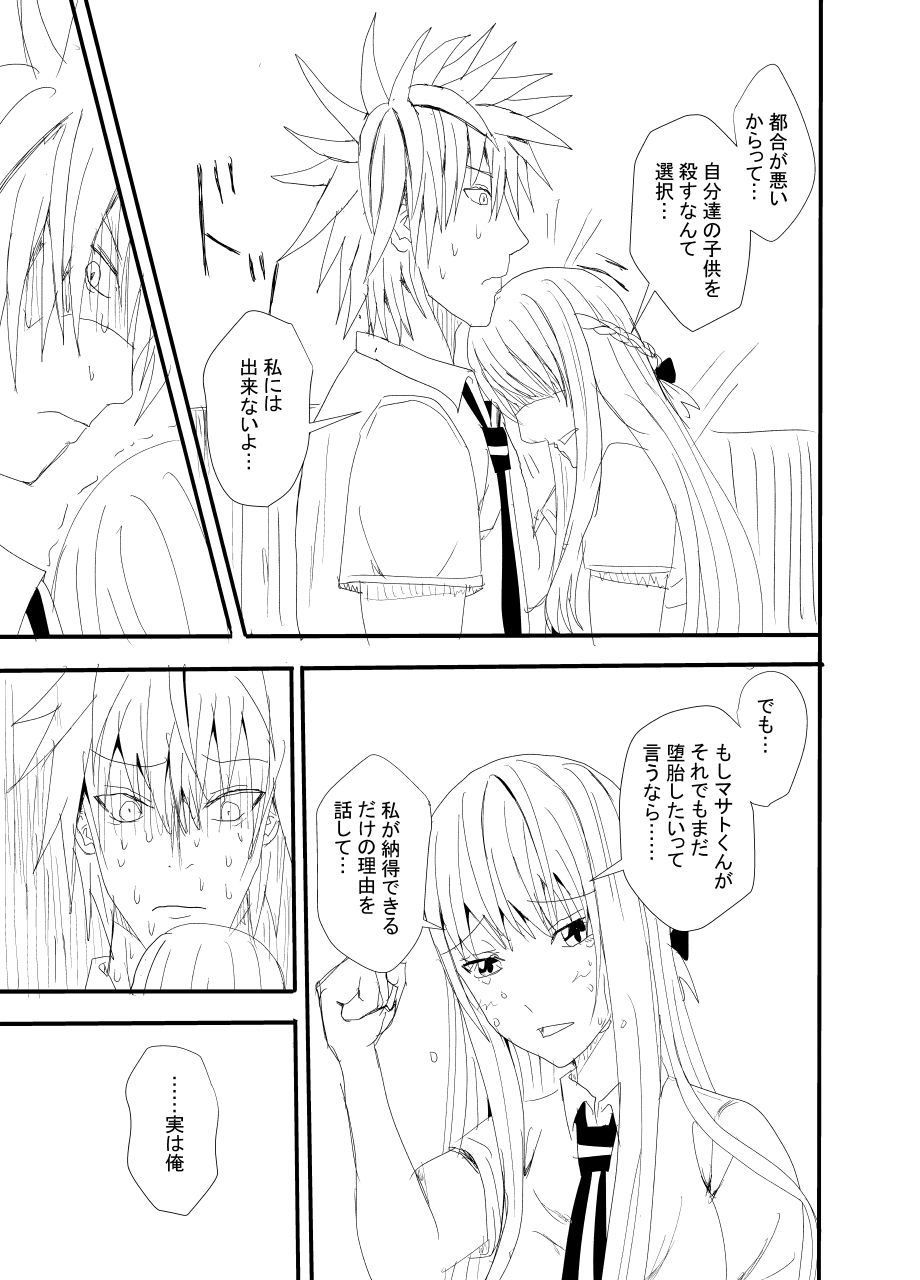 都合が悪い
からって…
自分達の子供を
殺すなんて
選択…
私には
出来ないよ…
でも…
もしマサトくんが
それでもまだ
堕胎したいって
言うなら……
私が納得できる
だけの理由を
話して…
……実は俺